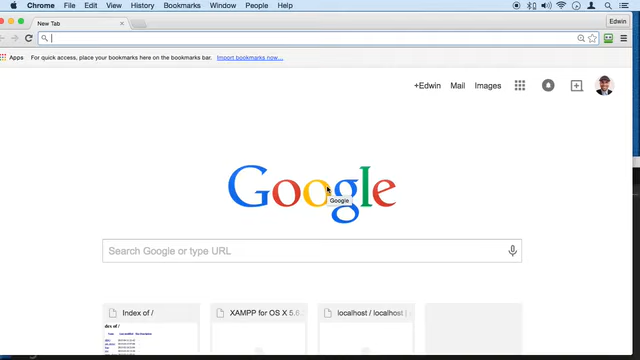 Chrome File Edit View History Bookmarks Window People Help
New Tab
Edwin
Apps For quick access, place your bookmarks here on the bookmarks bar. Import bookmarks now...
+Edwin Mail Images
Google
Google
Search Google or type URL
Index of / XAMPP for OS X 5.6. localhost / localhost |
Index of /